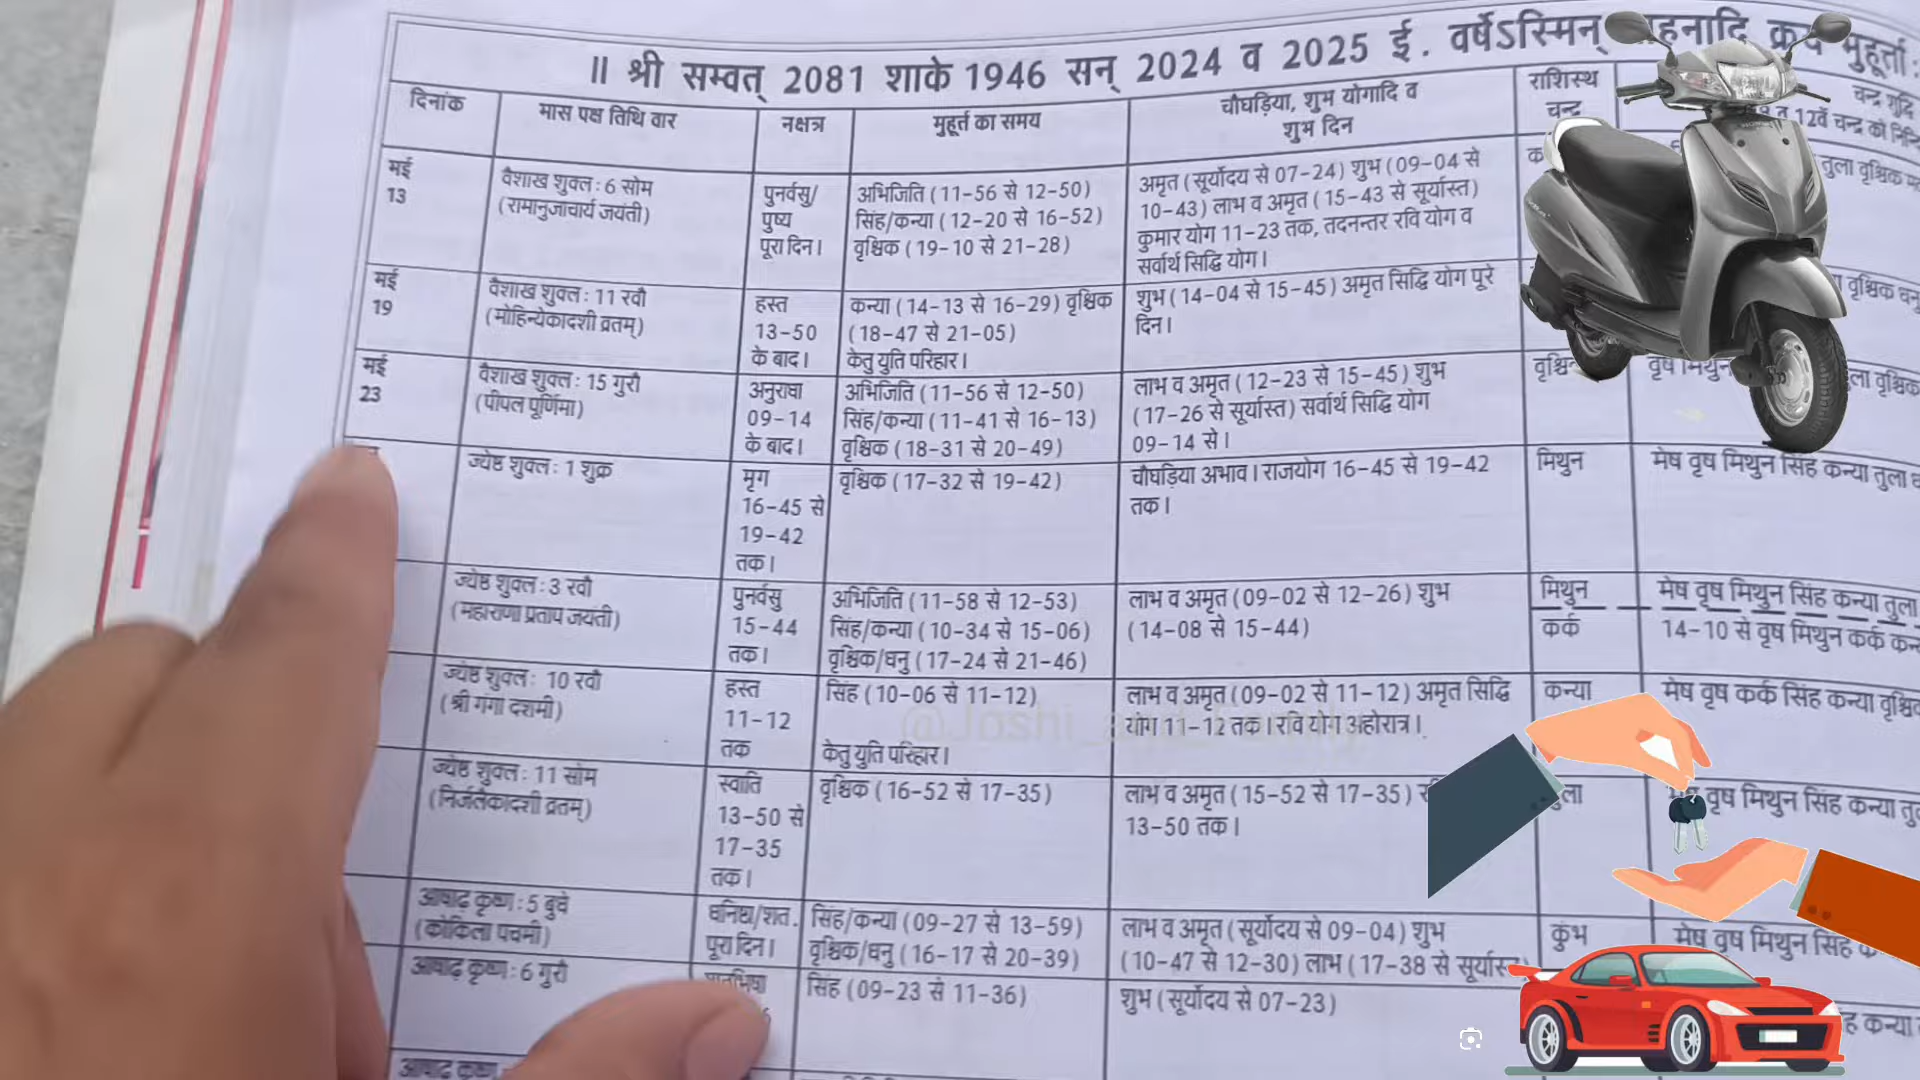 ॥ श्री सम्वत् 2081 शाके 1946 सन् 2024 व 2025 ई. वर्षेऽस्मिन् क्रय मुहूर्ता:
दिनांक
मास पक्ष तिथि वार
नक्षत्र
मुहूर्त का समय
चौघड़िया, शुभ योगादि व
शुभ दिन
राशिस्थ
चन्द्र
चन्द्र शुद्धि
व 12वें चन्द्र को
मई
13
वैशाख शुक्ल: 6 सोम
(रामानुजाचार्य जयंती)
पुनर्वसु/
पुष्य
पूरा दिन।
अभिजिति (11-56 से 12-50)
सिंह/कन्या (12-20 से 16-52)
वृश्चिक (19-10 से 21-28)
अमृत (सूर्योदय से 07-24) शुभ (09-04 से
10-43) लाभ व अमृत (15-43 से सूर्यास्त)
कुमार योग 11-23 तक, तदनन्तर रवि योग व
सर्वार्थ सिद्धि योग।
तुला वृश्चिक
मई
19
वैशाख शुक्ल: 11 रवौ
(मोहिन्येकादशी व्रतम्)
हस्त
13-50
के बाद।
कन्या (14-13 से 16-29) वृश्चिक
(18-47 से 21-05)
केतु युति परिहार।
शुभ (14-04 से 15-45) अमृत सिद्धि योग पूरे
दिन।
वृश्चिक धनु
मई
23
वैशाख शुक्ल: 15 गुरौ
(पीपल पूर्णिमा)
अनुराधा
09-14
के बाद।
अभिजिति (11-56 से 12-50)
सिंह/कन्या (11-41 से 16-13)
वृश्चिक (18-31 से 20-49)
लाभ व अमृत (12-23 से 15-45) शुभ
(17-26 से सूर्यास्त) सर्वार्थ सिद्धि योग
09-14 से।
वृष मिथुन
वृश्चिक
ज्येष्ठ शुक्ल: 1 शुक्र
मृग
16-45 से
19-42
तक।
वृश्चिक (17-32 से 19-42)
चौघड़िया अभाव। राजयोग 16-45 से 19-42
तक।
मिथुन
मेष वृष मिथुन सिंह कन्या तुला
ज्येष्ठ शुक्ल: 3 रवौ
(महाराणा प्रताप जयंती)
पुनर्वसु
15-44
तक।
अभिजिति (11-58 से 12-53)
सिंह/कन्या (10-34 से 15-06)
वृश्चिक/धनु (17-24 से 21-46)
लाभ व अमृत (09-02 से 12-26) शुभ
(14-08 से 15-44)
मिथुन
कर्क
मेष वृष मिथुन सिंह कन्या तुला
14-10 से वृष मिथुन कर्क
ज्येष्ठ शुक्ल: 10 रवौ
(श्री गंगा दशमी)
हस्त
11-12
तक
सिंह (10-06 से 11-12)
केतु युति परिहार।
लाभ व अमृत (09-02 से 11-12) अमृत सिद्धि
योग 11-12 तक। रवि योग अहोरात्र।
कन्या
मेष वृष कर्क सिंह कन्या वृश्चिक
ज्येष्ठ शुक्ल: 11 सोम
(निर्जलैकादशी व्रतम्)
स्वाति
13-50 से
17-35
तक।
वृश्चिक (16-52 से 17-35)
लाभ व अमृत (15-52 से 17-35)
13-50 तक।
वृष मिथुन सिंह कन्या
आषाढ़ कृष्ण: 5 बुधे
(कोकिला पंचमी)
धनिष्ठा/शत.
पूरा दिन।
सिंह/कन्या (09-27 से 13-59)
वृश्चिक/धनु (16-17 से 20-39)
लाभ व अमृत (सूर्योदय से 09-04) शुभ
(10-47 से 12-30) लाभ (17-38 से सूर्यास्त)
कुंभ
मेष वृष मिथुन सिंह
आषाढ़ कृष्ण: 6 गुरौ
सिंह (09-23 से 11-36)
शुभ (सूर्योदय से 07-23)
कन्या
आषाढ़ कृष्ण